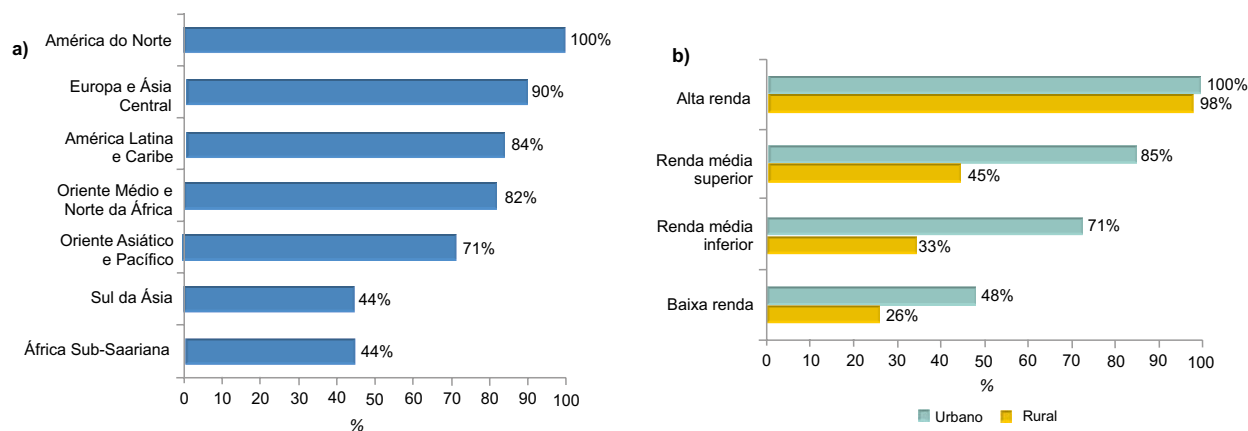 a)
América do Norte
100%
Europa e Ásia
Central
90%
América Latina
e Caribe
84%
Oriente Médio e
Norte da África
82%
Oriente Asiático
e Pacífico
71%
Sul da Ásia
44%
África Sub-Saariana
44%
0 10 20 30 40 50 60 70 80 90 100
%
b)
Alta renda
100%
98%
Renda média
superior
85%
45%
Renda média
inferior
71%
33%
Baixa renda
48%
26%
0 10 20 30 40 50 60 70 80 90 100
%
Urbano Rural